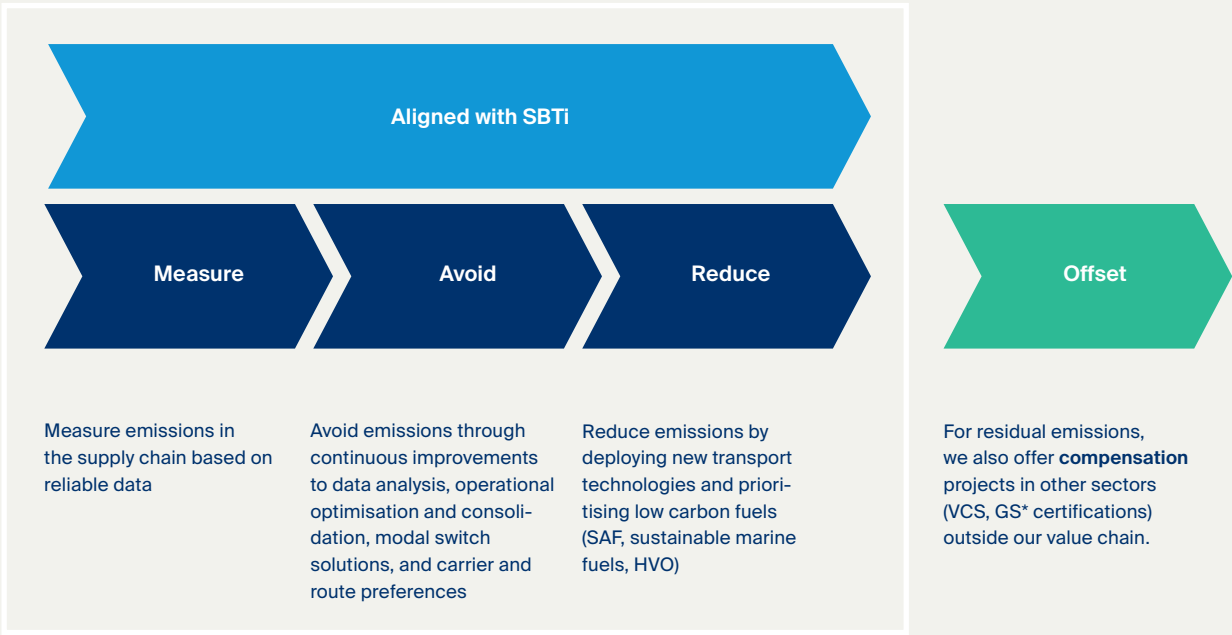 Aligned with SBTi
Measure
Avoid
Reduce
Offset
Measure emissions in
the supply chain based on
reliable data
Avoid emissions through
continuous improvements
to data analysis, operational
optimisation and consoli-
dation, modal switch
solutions, and carrier and
route preferences
Reduce emissions by
deploying new transport
technologies and priori-
tising low carbon fuels
(SAF, sustainable marine
fuels, HVO)
For residual emissions,
we also offer compensation
projects in other sectors
(VCS, GS* certifications)
outside our value chain.